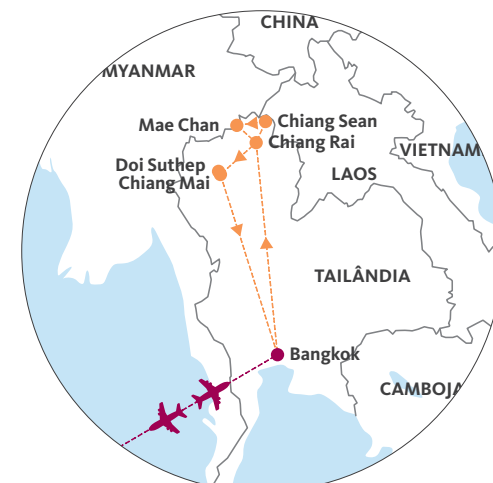 CHINA
MYANMAR
Mae Chan
Chiang Sean
Chiang Rai
VIETNAM
Doi Suthep
Chiang Mai
LAOS
TAILÂNDIA
Bangkok
CAMBOJA